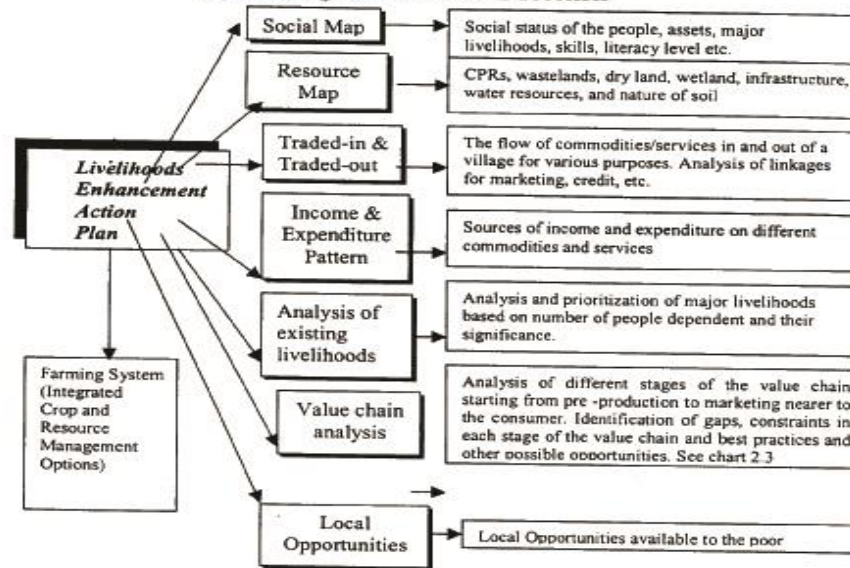 Social Map
Social status of the people, assets, major
livelihoods, skills, literacy level etc.
Resource
Map
CPRs, wastelands, dry land, wetland, infrastructure,
water resources, and nature of soil
Traded-in &
Traded-out
The flow of commodities/services in and out of a
village for various purposes. Analysis of linkages
for marketing, credit, etc.
Livelihoods
Enhancement
Action
Plan
Income &
Expenditure
Pattern
Sources of income and expenditure on different
commodities and services
Analysis of
existing
livelihoods
Analysis and prioritization of major livelihoods
based on number of people dependent and their
significance.
Farming System
(Integrated
Crop and
Resource
Management
Options)
Value chain
analysis
Analysis of different stages of the value chain
starting from pre -production to marketing nearer to
the consumer. Identification of gaps, constraints in
each stage of the value chain and best practices and
other possible opportunities. See chart 2.3
Local
Opportunities
Local Opportunities available to the poor